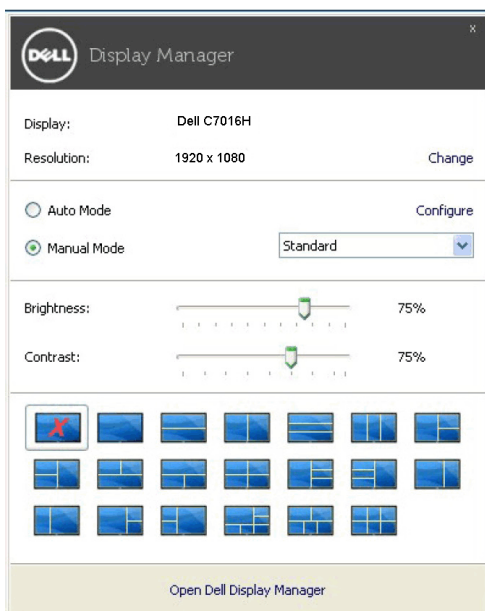 x
DELL Display Manager
Display: Dell C7016H
Resolution: 1920 x 1080 Change
Auto Mode Configure
Manual Mode Standard
Brightness: 75%
Contrast: 75%
Open Dell Display Manager